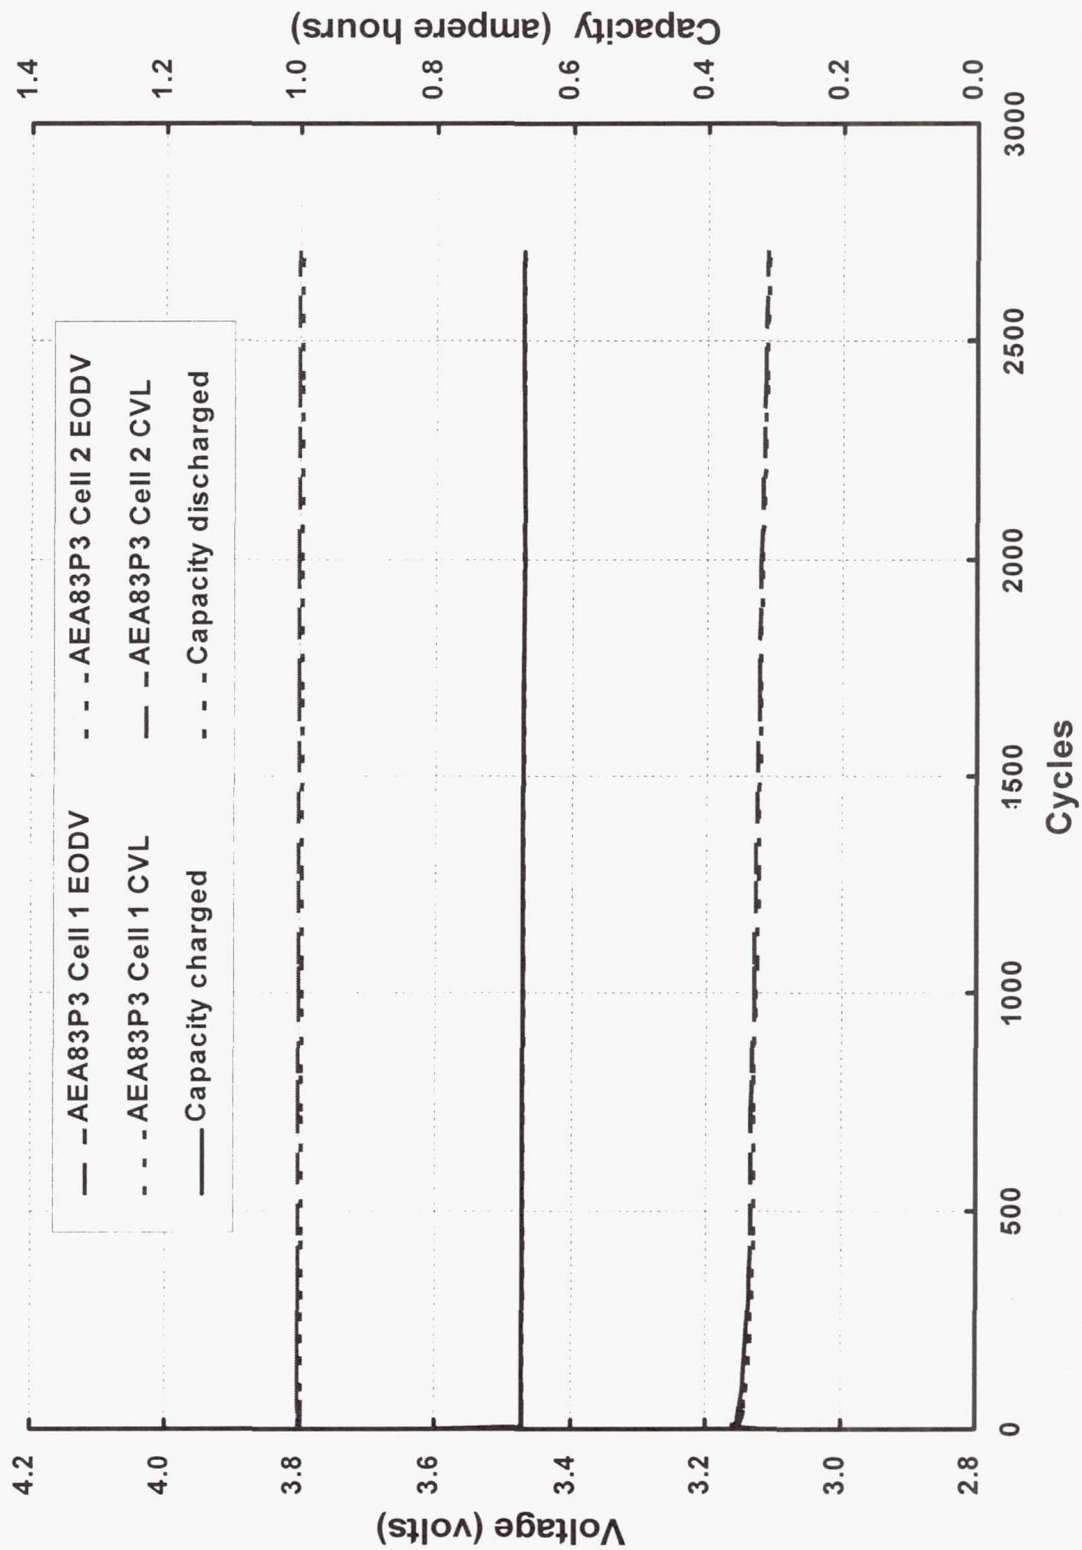 AEA83P3 Cell 1 EODV
AEA83P3 Cell 2 EODV
AEA83P3 Cell 1 CVL
AEA83P3 Cell 2 CVL
Capacity charged
Capacity discharged
Voltage (volts)
4.2
4.0
3.8
3.6
3.4
3.2
3.0
2.8
Capacity (ampere hours)
1.4
1.2
1.0
0.8
0.6
0.4
0.2
0.0
0
500
1000
1500
2000
2500
3000
Cycles